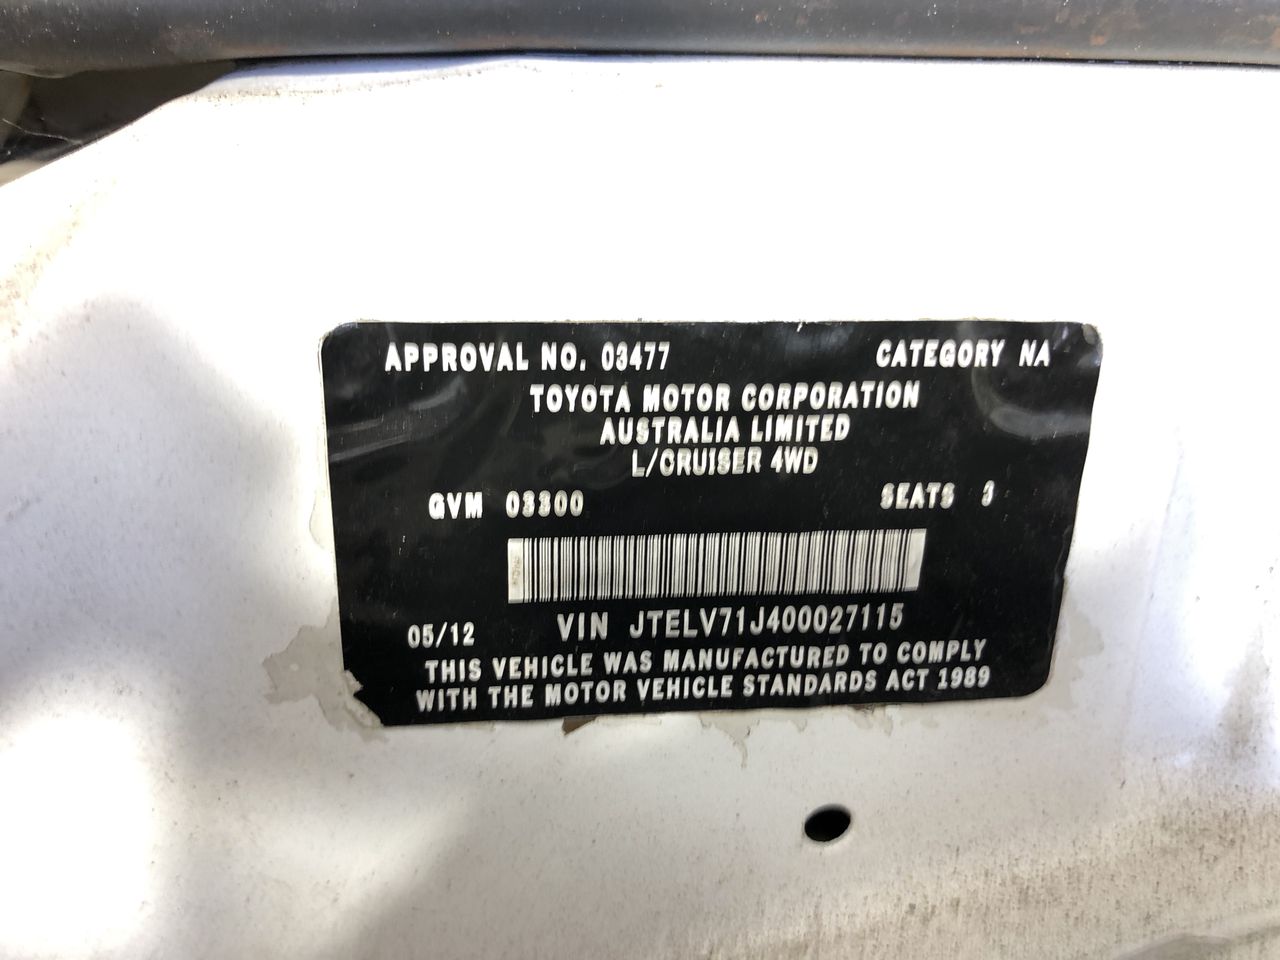 APPROVAL NO. 03477 CATEGORY NA
TOYOTA MOTOR CORPORATION
AUSTRALIA LIMITED
L/CRUISER 4WD
GVM 03300 SEATS 3
05/12 VIN JTELV71J400027115
THIS VEHICLE WAS MANUFACTURED TO COMPLY
WITH THE MOTOR VEHICLE STANDARDS ACT 1989